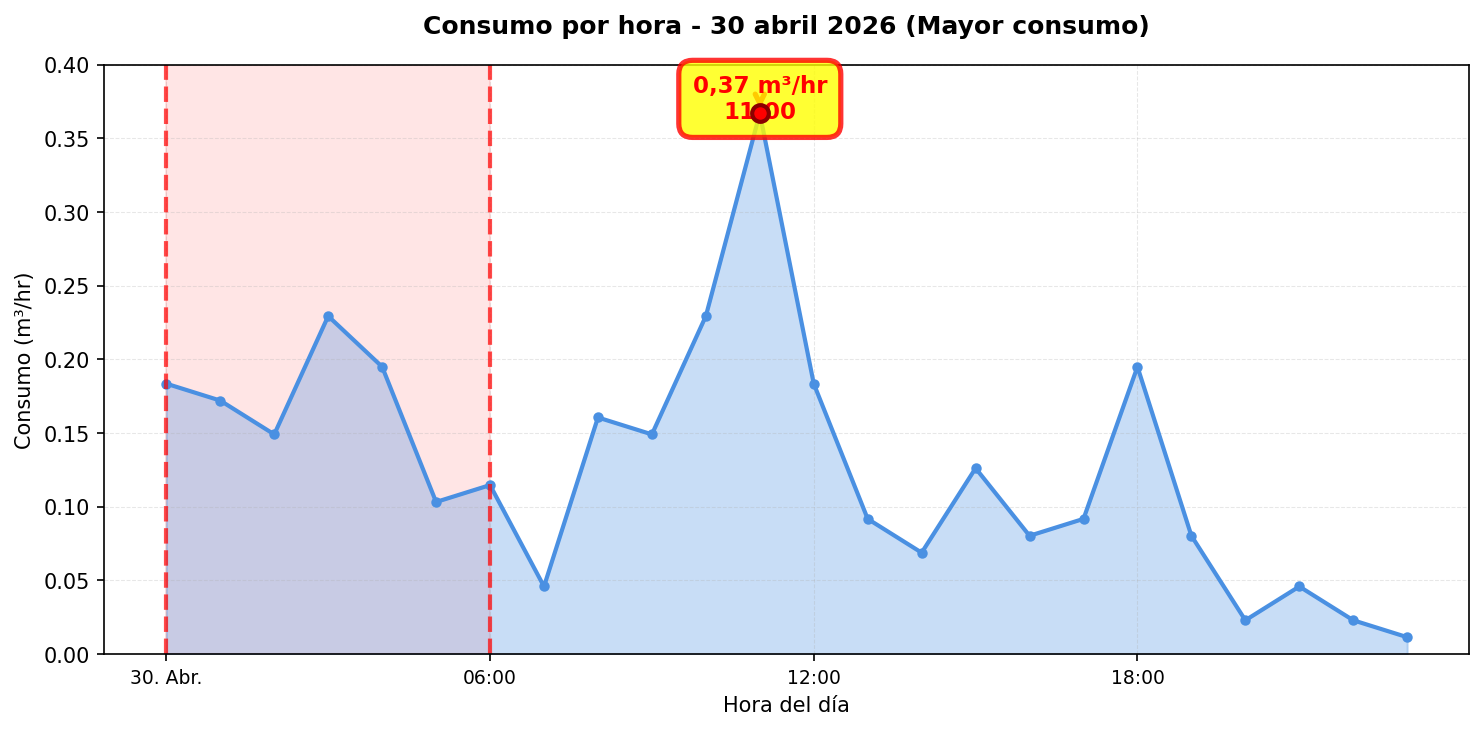 Consumo por hora - 30 abril 2026 (Mayor consumo)
0.40
0.35
0.30
0.25
0.20
0.15
0.10
0.05
0.00
Consumo (m³/hr)
0,37 m³/hr
11:00
30. Abr.
06:00
12:00
18:00
Hora del día